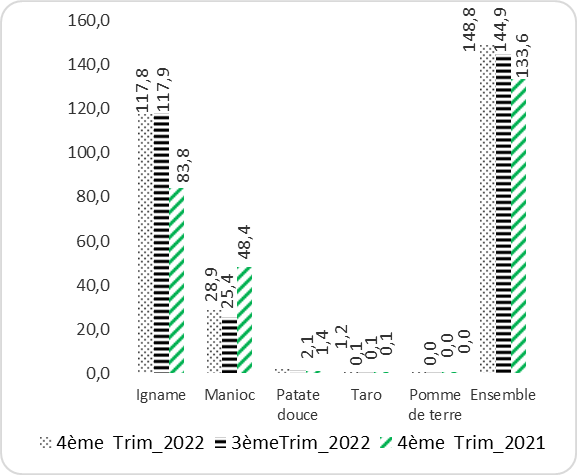 160,0
140,0
120,0
100,0
80,0
60,0
40,0
20,0
0,0
117,8
117,9
83,8
28,9
25,4
48,4
2,1
1,4
1,2
0,1
0,1
0,1
0,0
0,0
0,0
148,8
144,9
133,6
Igname
Manioc
Patate
douce
Taro
Pomme
de terre
Ensemble
4ème Trim_2022
3èmeTrim_2022
4ème Trim_2021